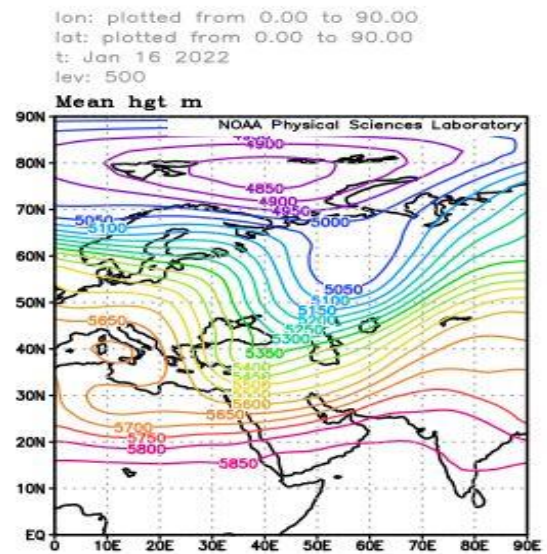 lon: plotted from 0.00 to 90.00
lat: plotted from 0.00 to 90.00
t: Jan 16 2022
lev: 500
Mean hgt m
90N
NOAA Physical Sciences Laboratory
4900
80N
4850
4900
70N
4950
5050
5000
5100
60N
5050
50N
5100
5150
5200
5650
5250
5300
40N
5350
30N
5600
5650
5700
5750
20N
5800
5850
10N
EQ
0 10E 20E 30E 40E 50E 60E 70E 80E 90E